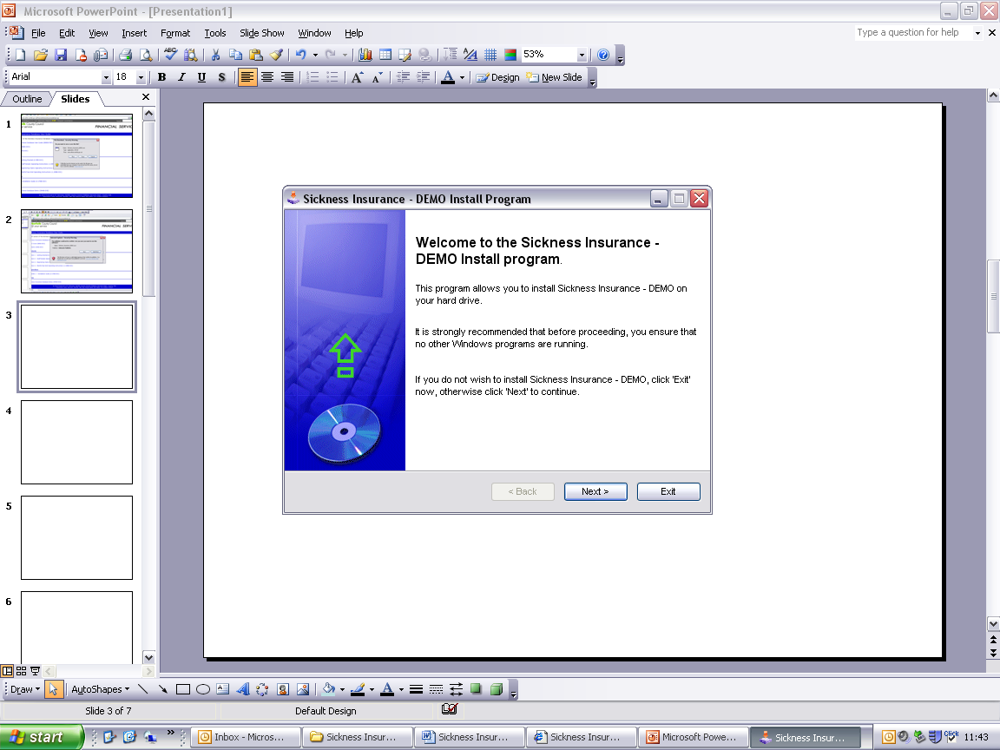 Microsoft PowerPoint - [Presentation1]
File Edit View Insert Format Tools Slide Show Window Help
Type a question for help
53%
Arial 18 B I U S A A A Design New Slide
Outline Slides
1
FINANCIAL SERVIC
2
3
4
5
6
Sickness Insurance - DEMO Install Program
Welcome to the Sickness Insurance -
DEMO Install program.
This program allows you to install Sickness Insurance - DEMO on
your hard drive.
It is strongly recommended that before proceeding, you ensure that
no other Windows programs are running.
If you do not wish to install Sickness Insurance - DEMO, click 'Exit'
now, otherwise click 'Next' to continue.
< Back Next > Exit
Draw AutoShapes
Slide 3 of 7 Default Design
start Inbox - Micros... Sickness Insur... Sickness Insur... Sickness Insur... Microsoft Powe... Sickness Insur... Click 11:43